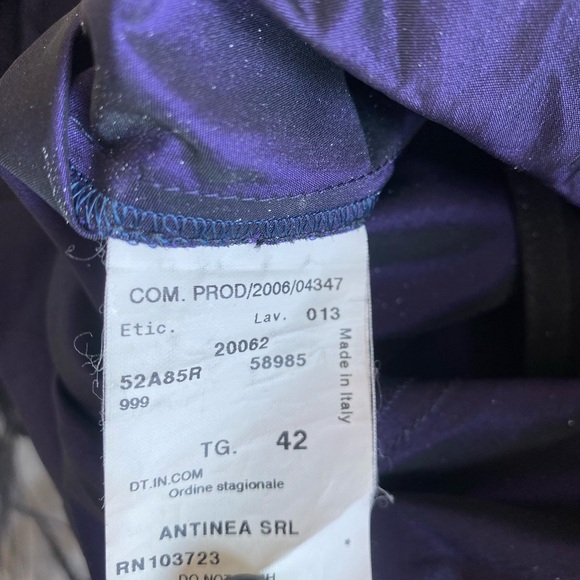 COM. PROD/2006/04347
Etic. Lav. 013
20062
52A85R 58985
999
Made in Italy
TG. 42
DT.IN.COM
Ordine stagionale
ANTINEA SRL
RN103723
DO